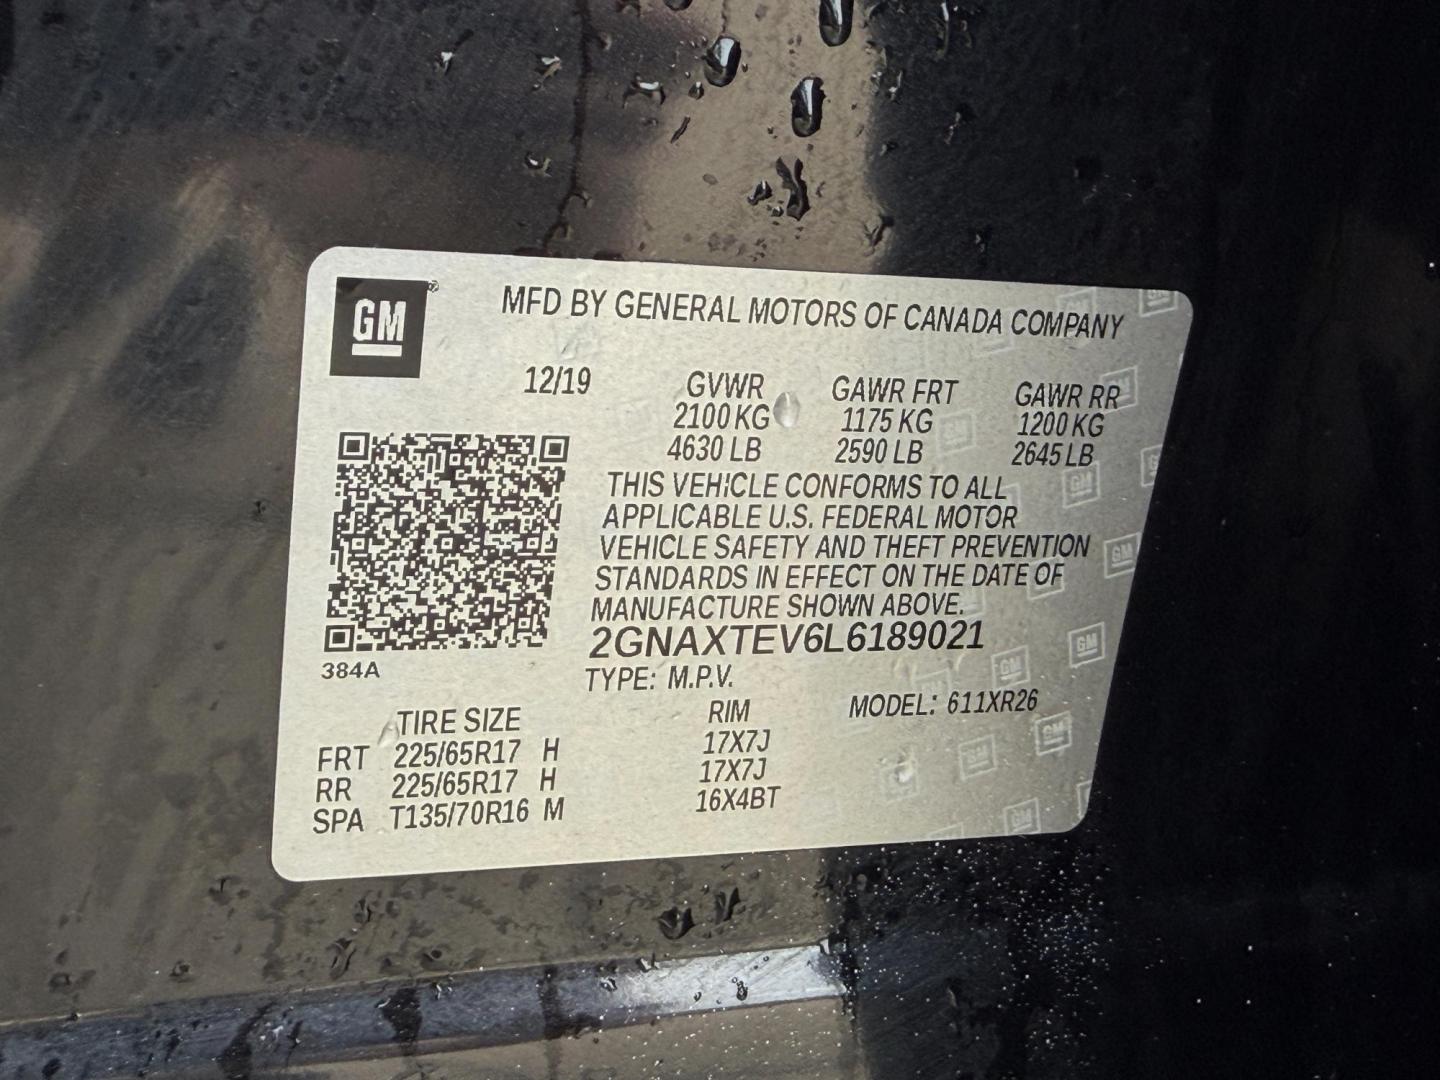 GM
MFD BY GENERAL MOTORS OF CANADA COMPANY
12/19 GVWR GAWR FRT GAWR RR
2100 KG 1175 KG 1200 KG
4630 LB 2590 LB 2645 LB
THIS VEHICLE CONFORMS TO ALL
APPLICABLE U.S. FEDERAL MOTOR
VEHICLE SAFETY AND THEFT PREVENTION
STANDARDS IN EFFECT ON THE DATE OF
MANUFACTURE SHOWN ABOVE.
2GNAXTEV6L6189021
384A
TYPE: M.P.V. MODEL: 611XR26
TIRE SIZE RIM
FRT 225/65R17 H 17X7J
RR 225/65R17 H 17X7J
SPA T135/70R16 M 16X4BT